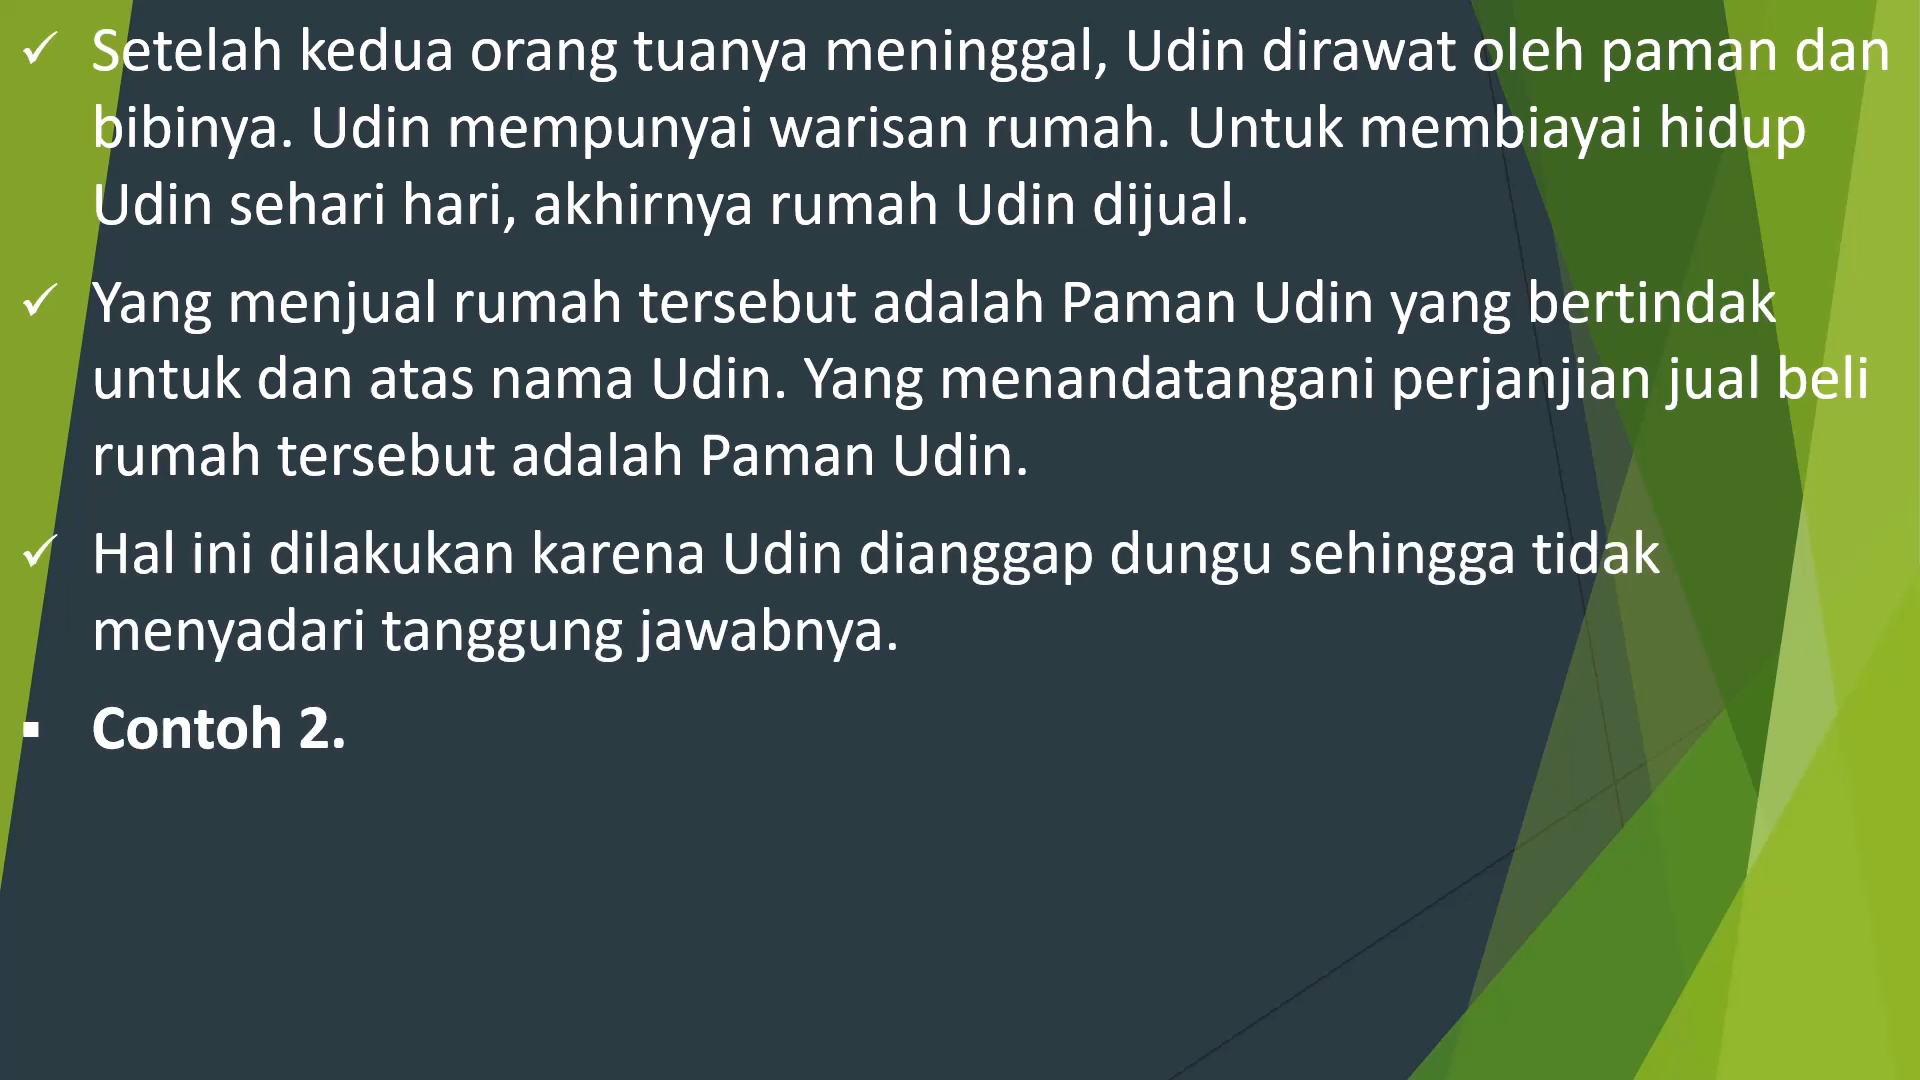 ✓ Setelah kedua orang tuanya meninggal, Udin dirawat oleh paman dan
bibinya. Udin mempunyai warisan rumah. Untuk membiayai hidup
Udin sehari hari, akhirnya rumah Udin dijual.
✓ Yang menjual rumah tersebut adalah Paman Udin yang bertindak
untuk dan atas nama Udin. Yang menandatangani perjanjian jual beli
rumah tersebut adalah Paman Udin.
✓ Hal ini dilakukan karena Udin dianggap dungu sehingga tidak
menyadari tanggung jawabnya.
▪ Contoh 2.